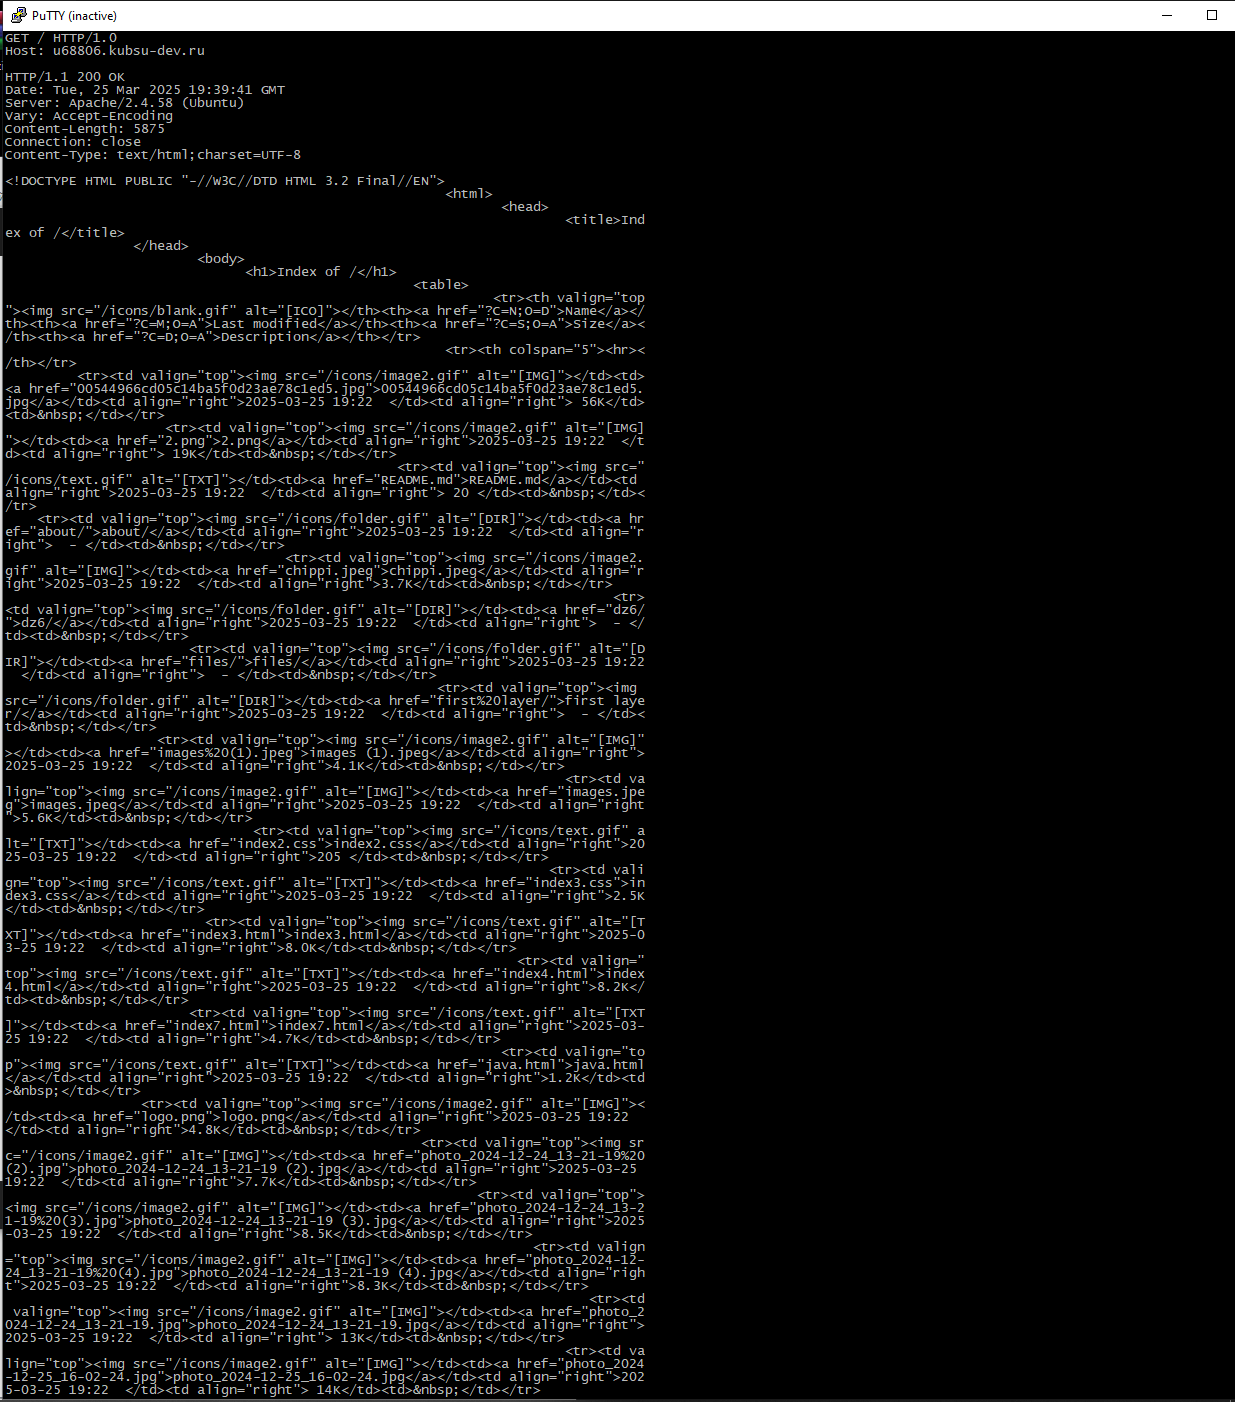 PuTTY (inactive)
GET / HTTP/1.0
Host: u68806.kubsu-dev.ru
HTTP/1.1 200 OK
Date: Tue, 25 Mar 2025 19:39:41 GMT
Server: Apache/2.4.58 (Ubuntu)
Vary: Accept-Encoding
Content-Length: 5875
Connection: close
Content-Type: text/html;charset=UTF-8
<!DOCTYPE HTML PUBLIC "-//W3C//DTD HTML 3.2 Final//EN">
<html>
<head>
<title>Ind
ex of /</title>
</head>
<body>
<h1>Index of /</h1>
<table>
<tr><th valign="top
"><img src="/icons/blank.gif" alt="[ICO]"></th><th><a href="?C=N;O=D">Name</a></
th><th><a href="?C=M;O=A">Last modified</a></th><th><a href="?C=S;O=A">Size</a><
/th><th><a href="?C=D;O=A">Description</a></th></tr>
<tr><th colspan="5"><hr><
/th></tr>
<tr><td valign="top"><img src="/icons/image2.gif" alt="[IMG]"></td><td>
<a href="00544966cd05c14ba5f0d23ae78c1ed5.jpg">00544966cd05c14ba5f0d23ae78c1ed5.
jpg</a></td><td align="right">2025-03-25 19:22  </td><td align="right"> 56K</td>
<td>&nbsp;</td></tr>
<tr><td valign="top"><img src="/icons/image2.gif" alt="[IMG]
"></td><td><a href="2.png">2.png</a></td><td align="right">2025-03-25 19:22  </t
d><td align="right"> 19K</td><td>&nbsp;</td></tr>
<tr><td valign="top"><img src="
/icons/text.gif" alt="[TXT]"></td><td><a href="README.md">README.md</a></td><td
align="right">2025-03-25 19:22  </td><td align="right"> 20 </td><td>&nbsp;</td><
/tr>
<tr><td valign="top"><img src="/icons/folder.gif" alt="[DIR]"></td><td><a hr
ef="about/">about/</a></td><td align="right">2025-03-25 19:22  </td><td align="r
ight">  - </td><td>&nbsp;</td></tr>
<tr><td valign="top"><img src="/icons/image2.
gif" alt="[IMG]"></td><td><a href="chippi.jpeg">chippi.jpeg</a></td><td align="r
ight">2025-03-25 19:22  </td><td align="right">3.7K</td><td>&nbsp;</td></tr>
<tr>
<td valign="top"><img src="/icons/folder.gif" alt="[DIR]"></td><td><a href="dz6/
">dz6/</a></td><td align="right">2025-03-25 19:22  </td><td align="right">  - </
td><td>&nbsp;</td></tr>
<tr><td valign="top"><img src="/icons/folder.gif" alt="[D
IR]"></td><td><a href="files/">files/</a></td><td align="right">2025-03-25 19:22
</td><td align="right">  - </td><td>&nbsp;</td></tr>
<tr><td valign="top"><img
src="/icons/folder.gif" alt="[DIR]"></td><td><a href="first%20layer/">first laye
r/</a></td><td align="right">2025-03-25 19:22  </td><td align="right">  - </td><
td>&nbsp;</td></tr>
<tr><td valign="top"><img src="/icons/image2.gif" alt="[IMG]"
></td><td><a href="images%20(1).jpeg">images (1).jpeg</a></td><td align="right">
2025-03-25 19:22  </td><td align="right">4.1K</td><td>&nbsp;</td></tr>
<tr><td va
lign="top"><img src="/icons/image2.gif" alt="[IMG]"></td><td><a href="images.jpe
g">images.jpeg</a></td><td align="right">2025-03-25 19:22  </td><td align="right
">5.6K</td><td>&nbsp;</td></tr>
<tr><td valign="top"><img src="/icons/text.gif" a
lt="[TXT]"></td><td><a href="index2.css">index2.css</a></td><td align="right">20
25-03-25 19:22  </td><td align="right">205 </td><td>&nbsp;</td></tr>
<tr><td vali
gn="top"><img src="/icons/text.gif" alt="[TXT]"></td><td><a href="index3.css">in
dex3.css</a></td><td align="right">2025-03-25 19:22  </td><td align="right">2.5K
</td><td>&nbsp;</td></tr>
<tr><td valign="top"><img src="/icons/text.gif" alt="[T
XT]"></td><td><a href="index3.html">index3.html</a></td><td align="right">2025-0
3-25 19:22  </td><td align="right">8.0K</td><td>&nbsp;</td></tr>
<tr><td valign="
top"><img src="/icons/text.gif" alt="[TXT]"></td><td><a href="index4.html">index
4.html</a></td><td align="right">2025-03-25 19:22  </td><td align="right">8.2K</
td><td>&nbsp;</td></tr>
<tr><td valign="top"><img src="/icons/text.gif" alt="[TXT
]"></td><td><a href="index7.html">index7.html</a></td><td align="right">2025-03-
25 19:22  </td><td align="right">4.7K</td><td>&nbsp;</td></tr>
<tr><td valign="to
p"><img src="/icons/text.gif" alt="[TXT]"></td><td><a href="java.html">java.html
</a></td><td align="right">2025-03-25 19:22  </td><td align="right">1.2K</td><td
>&nbsp;</td></tr>
<tr><td valign="top"><img src="/icons/image2.gif" alt="[IMG]"><
/td><td><a href="logo.png">logo.png</a></td><td align="right">2025-03-25 19:22
</td><td align="right">4.8K</td><td>&nbsp;</td></tr>
<tr><td valign="top"><img sr
c="/icons/image2.gif" alt="[IMG]"></td><td><a href="photo_2024-12-24_13-21-19%20
(2).jpg">photo_2024-12-24_13-21-19 (2).jpg</a></td><td align="right">2025-03-25
19:22  </td><td align="right">7.7K</td><td>&nbsp;</td></tr>
<tr><td valign="top">
<img src="/icons/image2.gif" alt="[IMG]"></td><td><a href="photo_2024-12-24_13-2
1-19%20(3).jpg">photo_2024-12-24_13-21-19 (3).jpg</a></td><td align="right">2025
-03-25 19:22  </td><td align="right">8.5K</td><td>&nbsp;</td></tr>
<tr><td valign
="top"><img src="/icons/image2.gif" alt="[IMG]"></td><td><a href="photo_2024-12-
24_13-21-19%20(4).jpg">photo_2024-12-24_13-21-19 (4).jpg</a></td><td align="righ
t">2025-03-25 19:22  </td><td align="right">8.3K</td><td>&nbsp;</td></tr>
<tr><td
valign="top"><img src="/icons/image2.gif" alt="[IMG]"></td><td><a href="photo_2
024-12-24_13-21-19.jpg">photo_2024-12-24_13-21-19.jpg</a></td><td align="right">
2025-03-25 19:22  </td><td align="right"> 13K</td><td>&nbsp;</td></tr>
<tr><td va
lign="top"><img src="/icons/image2.gif" alt="[IMG]"></td><td><a href="photo_2024
-12-25_16-02-24.jpg">photo_2024-12-25_16-02-24.jpg</a></td><td align="right">202
5-03-25 19:22  </td><td align="right"> 14K</td><td>&nbsp;</td></tr>